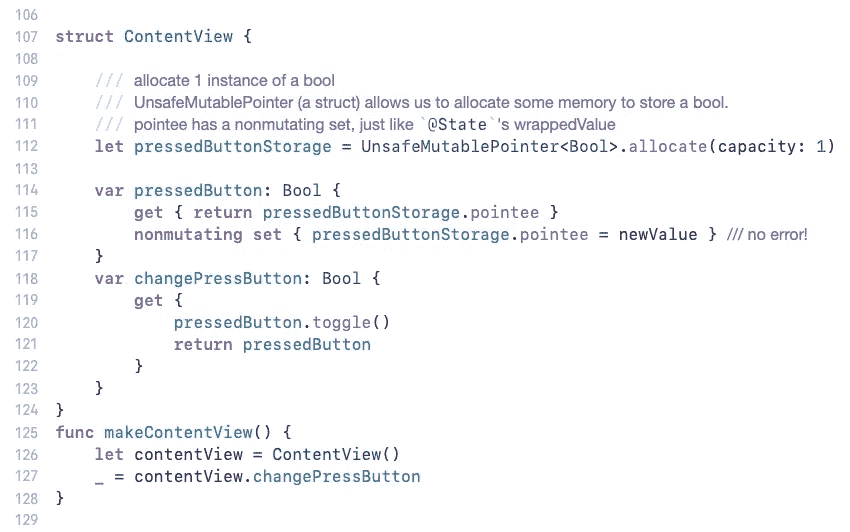 106
107 struct ContentView {
108
109 /// allocate 1 instance of a bool
110 /// UnsafeMutablePointer (a struct) allows us to allocate some memory to store a bool.
111 /// pointee has a nonmutating set, just like `@State`'s wrappedValue
112 let pressedButtonStorage = UnsafeMutablePointer<Bool>.allocate(capacity: 1)
113
114 var pressedButton: Bool {
115 get { return pressedButtonStorage.pointee }
116 nonmutating set { pressedButtonStorage.pointee = newValue } /// no error!
117 }
118 var changePressButton: Bool {
119 get {
120 pressedButton.toggle()
121 return pressedButton
122 }
123 }
124 }
125 func makeContentView() {
126 let contentView = ContentView()
127 _ = contentView.changePressButton
128 }
129